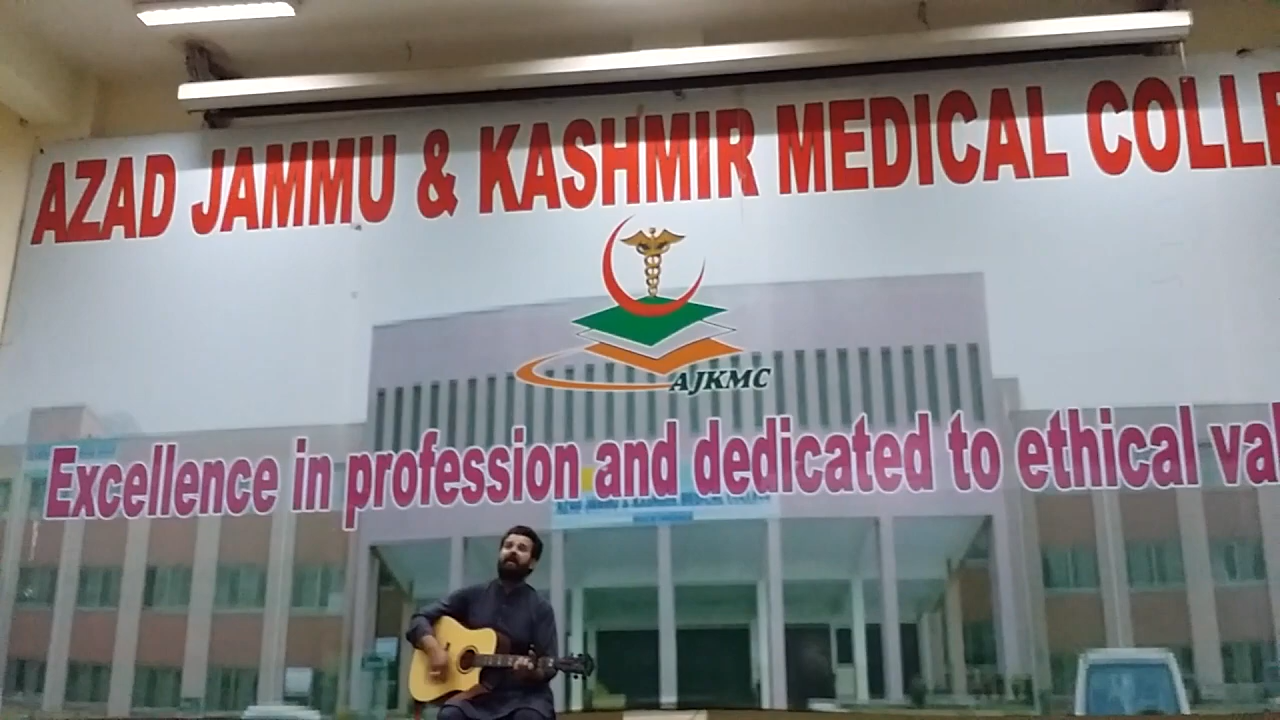 AZAD JAMMU & KASHMIR MEDICAL COLLE
AJKMC
Excellence in profession and dedicated to ethical val